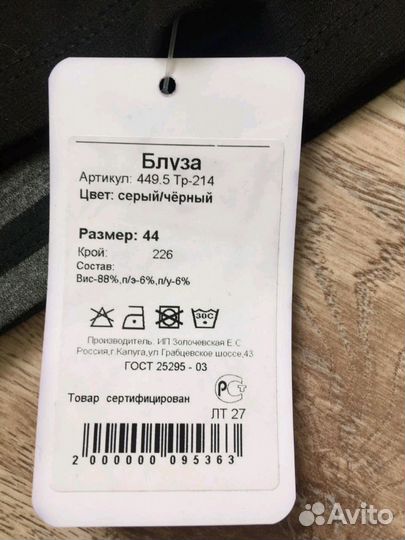 Блуза
Артикул: 449.5 Тр-214
Цвет: серый/чёрный
Размер: 44
Крой: 226
Состав:
Вис-88%,п/э-6%,п/у-6%
30С
Производитель. ИП Золочевская Е.С
Россия,г.Калуга,ул Грабцевское шоссе,43
ГОСТ 25295 - 03
Товар сертифицирован
РСТ
ЛТ 27
2 000000 095363
Avito